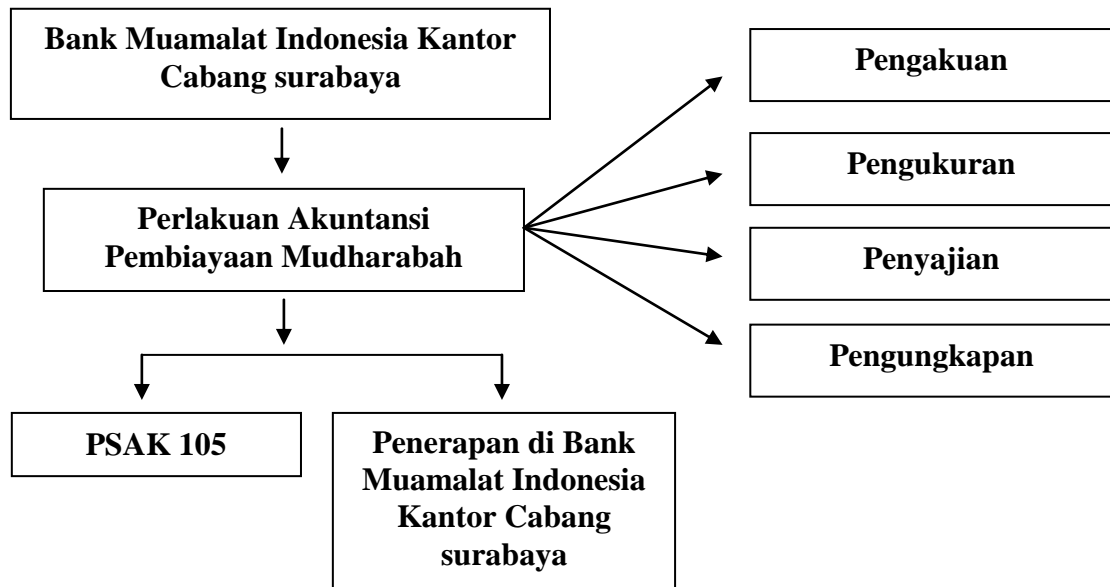 Bank Muamalat Indonesia Kantor
Cabang surabaya
Perlakuan Akuntansi
Pembiayaan Mudharabah
Pengakuan
Pengukuran
Penyajian
Pengungkapan
PSAK 105
Penerapan di Bank
Muamalat Indonesia
Kantor Cabang
surabaya